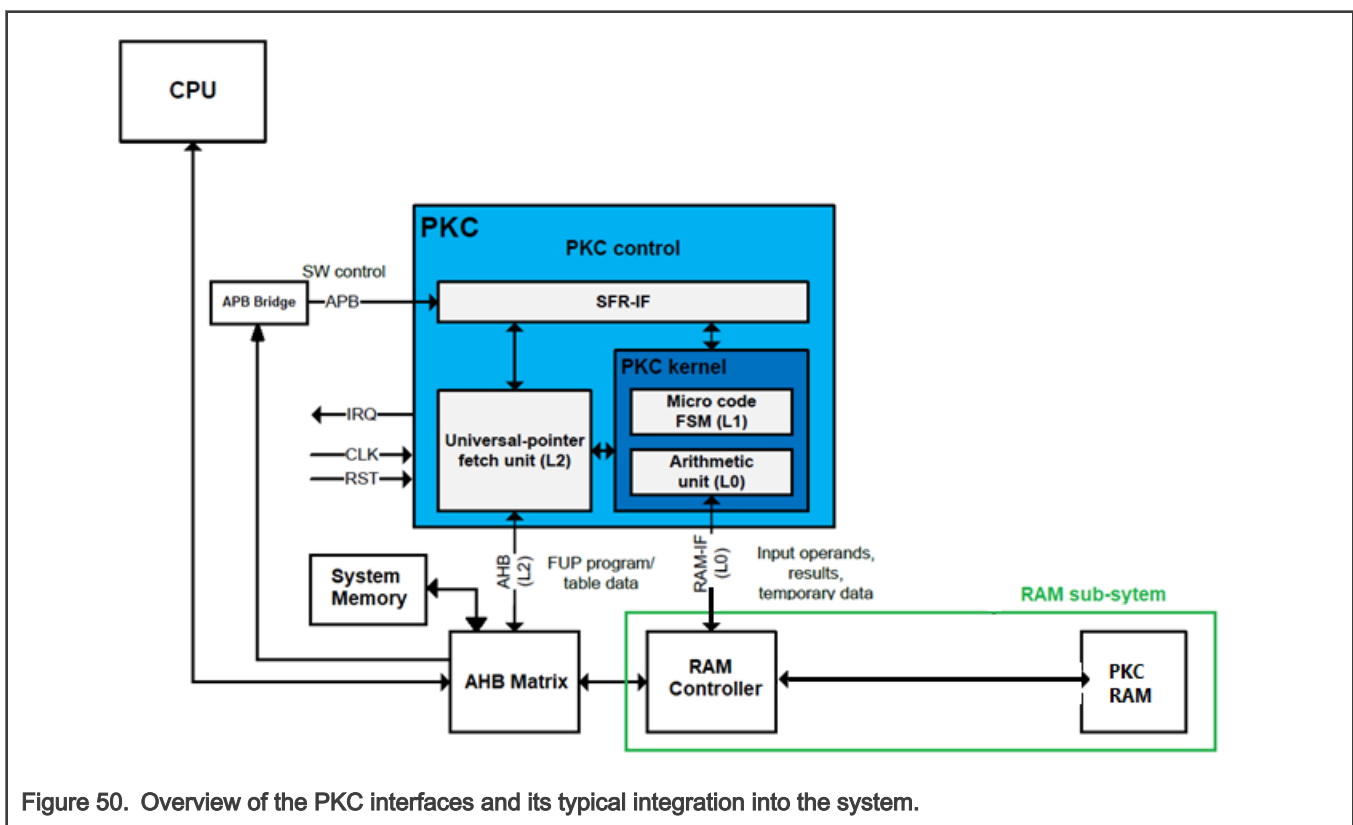 CPU
PKC
PKC control
SW control
APB Bridge
APB
SFR-IF
PKC kernel
Micro code
FSM (L1)
IRQ
Universal-pointer
fetch unit (L2)
CLK
Arithmetic
unit (L0)
RST
AHB
(L2)
FUP program/
table data
RAM-IF
(L0)
Input operands,
results,
temporary data
System
Memory
RAM sub-sytem
AHB Matrix
RAM
Controller
PKC
RAM
Figure 50. Overview of the PKC interfaces and its typical integration into the system.